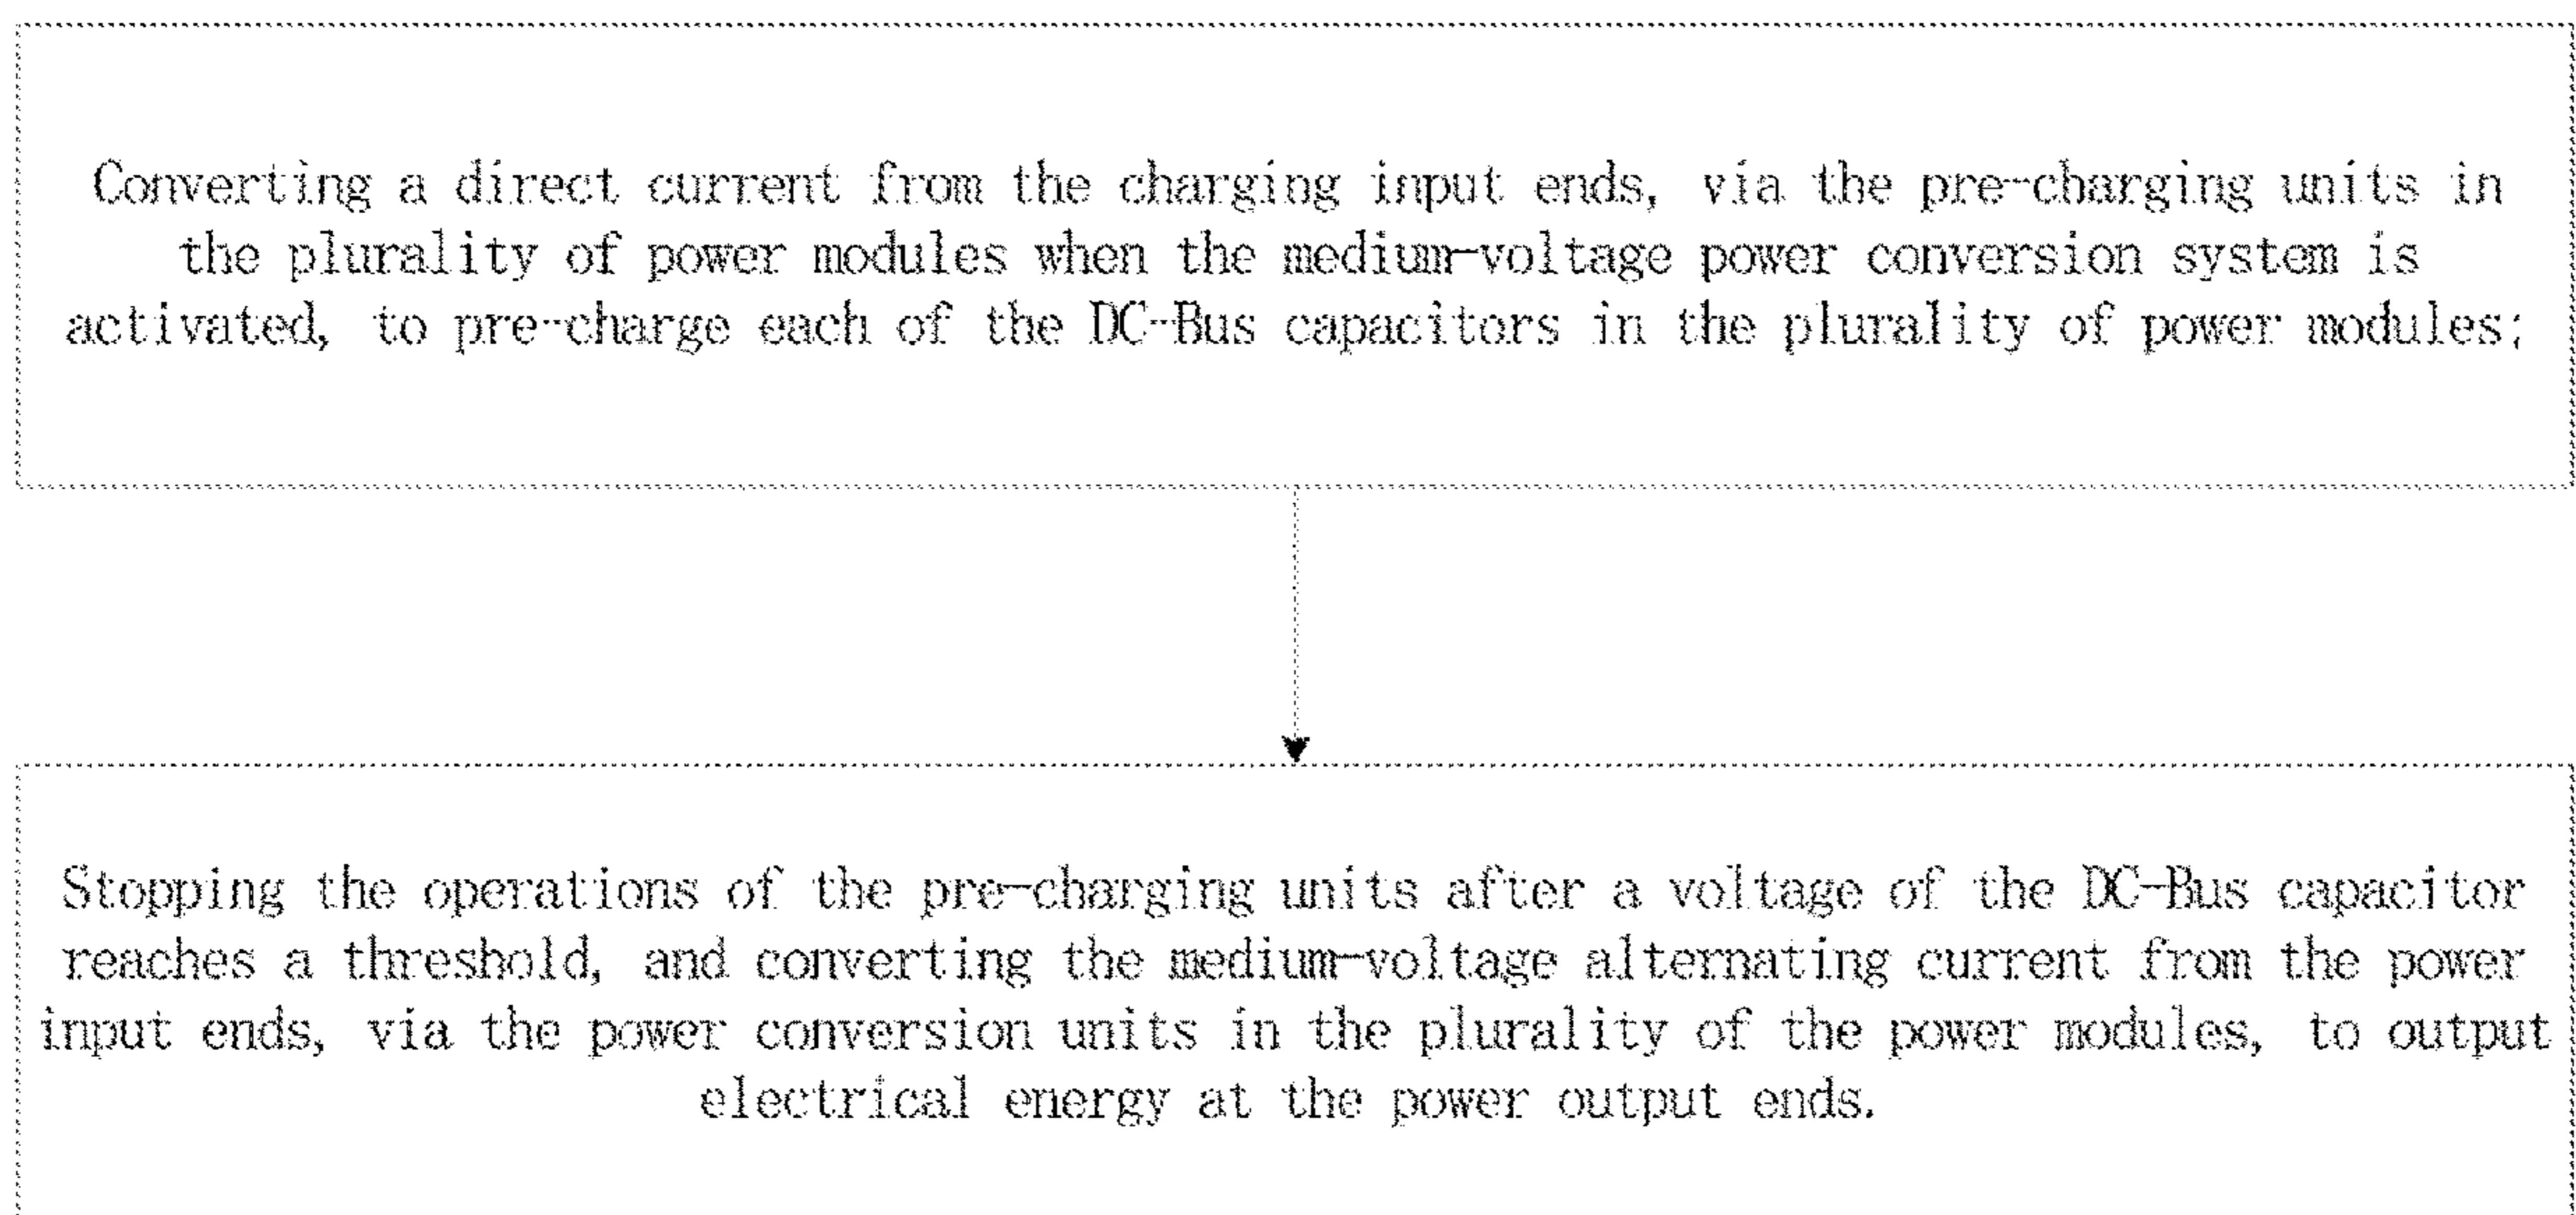 Converting a direct current from the charging input ends, via the pre-charging units in
the plurality of power modules when the medium-voltage power conversion system is
activated, to pre-charge each of the DC-Bus capacitors in the plurality of power modules;
Stopping the operations of the pre-charging units after a voltage of the DC-Bus capacitor
reaches a threshold, and converting the medium-voltage alternating current from the power
input ends, via the power conversion units in the plurality of the power modules, to output
electrical energy at the power output ends.